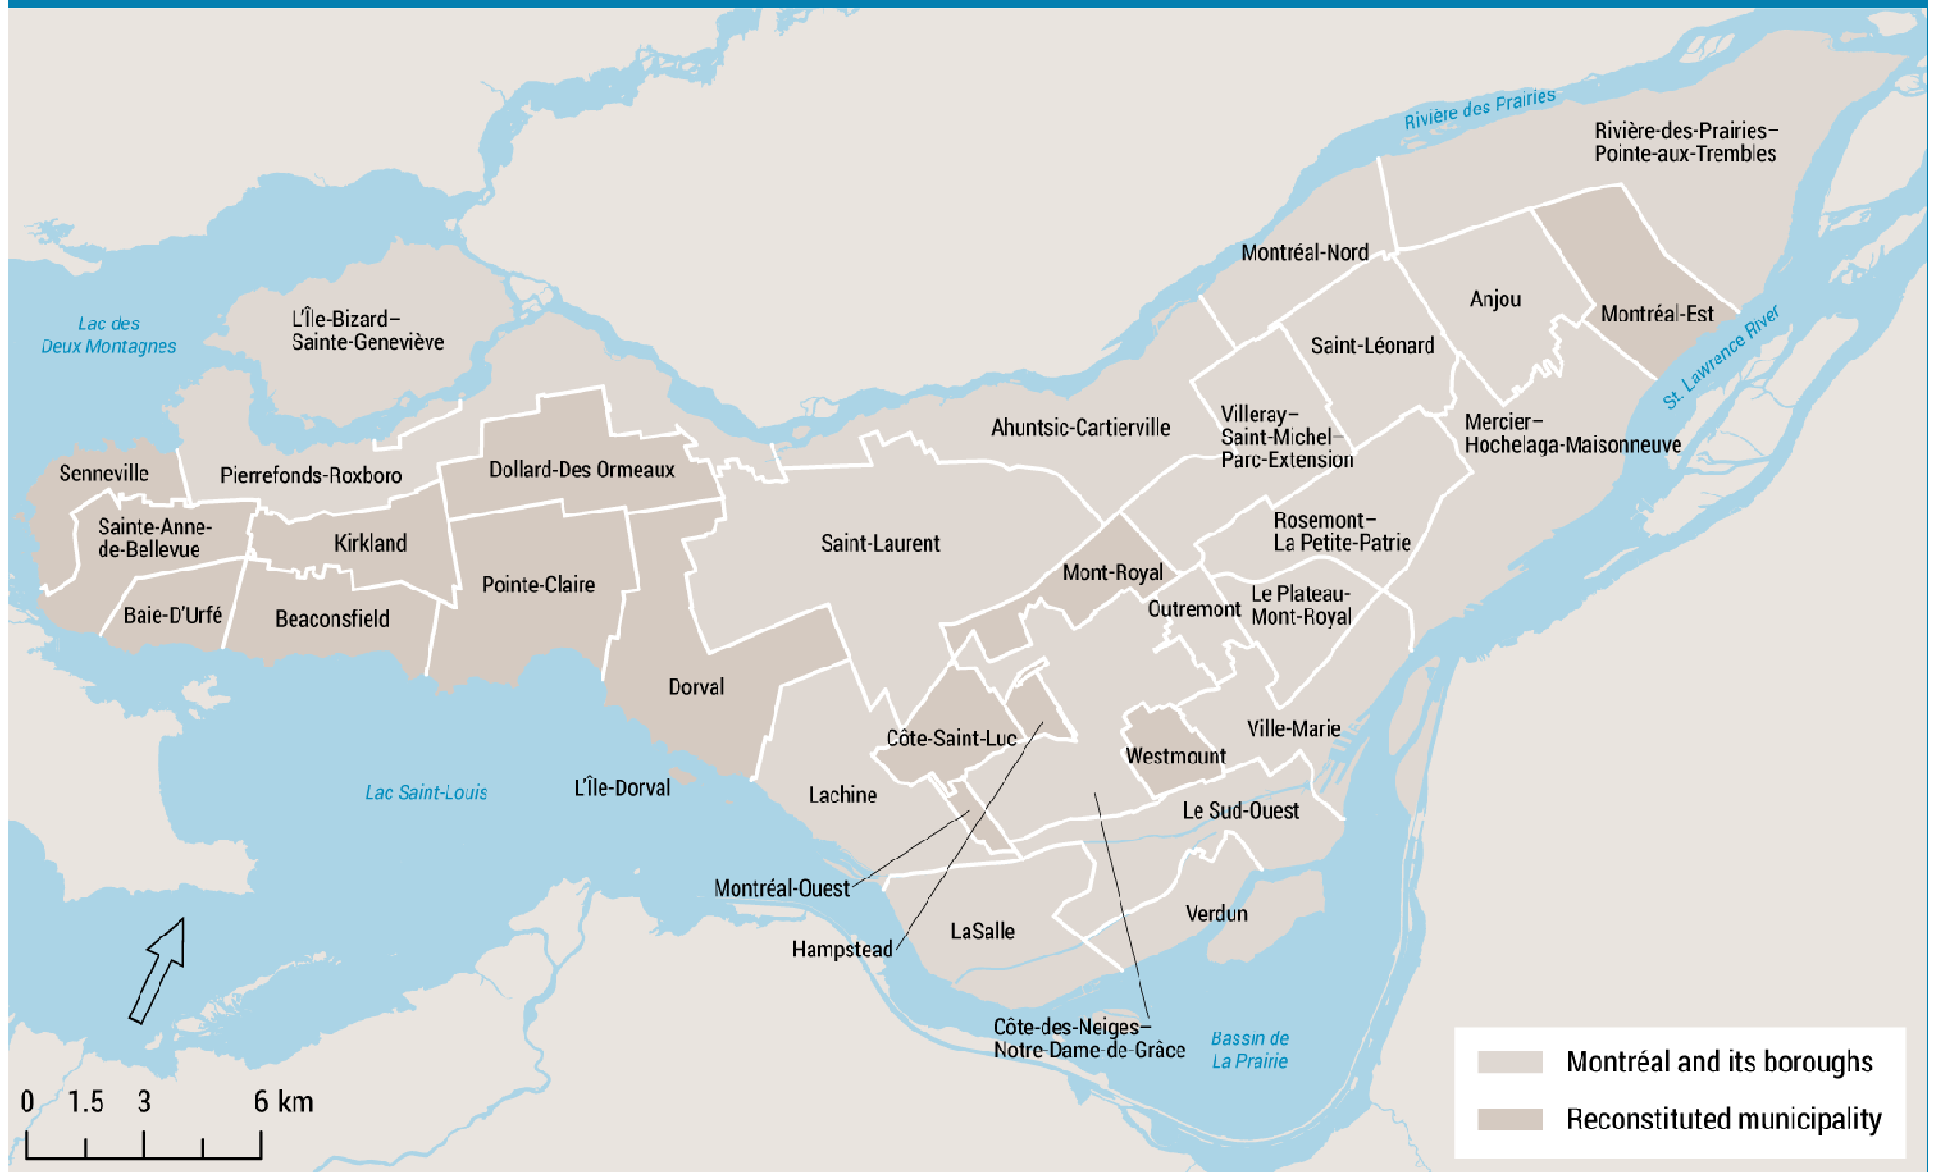 Rivière des Prairies
Rivière-des-Prairies–
Pointe-aux-Trembles
Montréal-Nord
Anjou
Montréal-Est
L'Île-Bizard–
Sainte-Geneviève
Lac des
Deux Montagnes
Saint-Léonard
St. Lawrence River
Ahuntsic-Cartierville
Villeray–
Saint-Michel–
Parc-Extension
Mercier–
Hochelaga-Maisonneuve
Senneville
Pierrefonds-Roxboro
Dollard-Des Ormeaux
Sainte-Anne-
de-Bellevue
Kirkland
Saint-Laurent
Rosemont–
La Petite-Patrie
Pointe-Claire
Mont-Royal
Baie-D'Urfé
Beaconsfield
Outremont
Le Plateau-
Mont-Royal
Dorval
Côte-Saint-Luc
Ville-Marie
Westmount
Lac Saint-Louis
L'Île-Dorval
Lachine
Le Sud-Ouest
Montréal-Ouest
Hampstead
LaSalle
Verdun
Côte-des-Neiges–
Notre-Dame-de-Grâce
Bassin de
La Prairie
0 1.5 3 6 km
Montréal and its boroughs
Reconstituted municipality